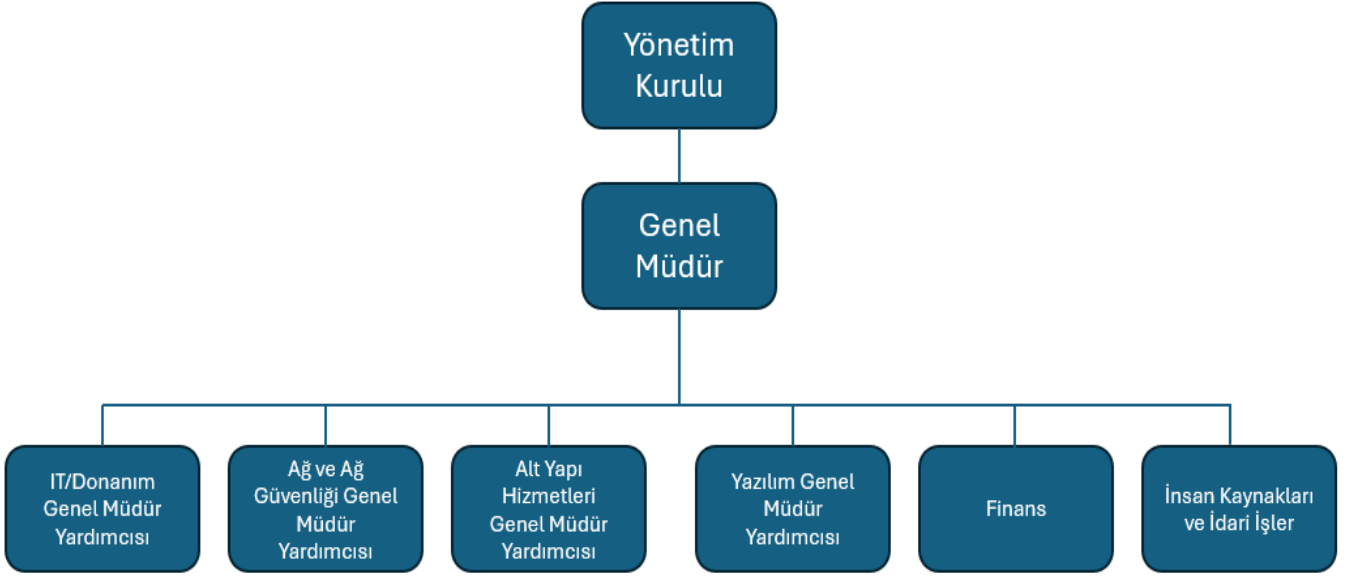 Yönetim
Kurulu
Genel
Müdür
IT/Donanım
Genel Müdür
Yardımcısı
Ağ ve Ağ
Güvenliği Genel
Müdür
Yardımcısı
Alt Yapı
Hizmetleri
Genel Müdür
Yardımcısı
Yazılım Genel
Müdür
Yardımcısı
Finans
İnsan Kaynakları
ve İdari İşler